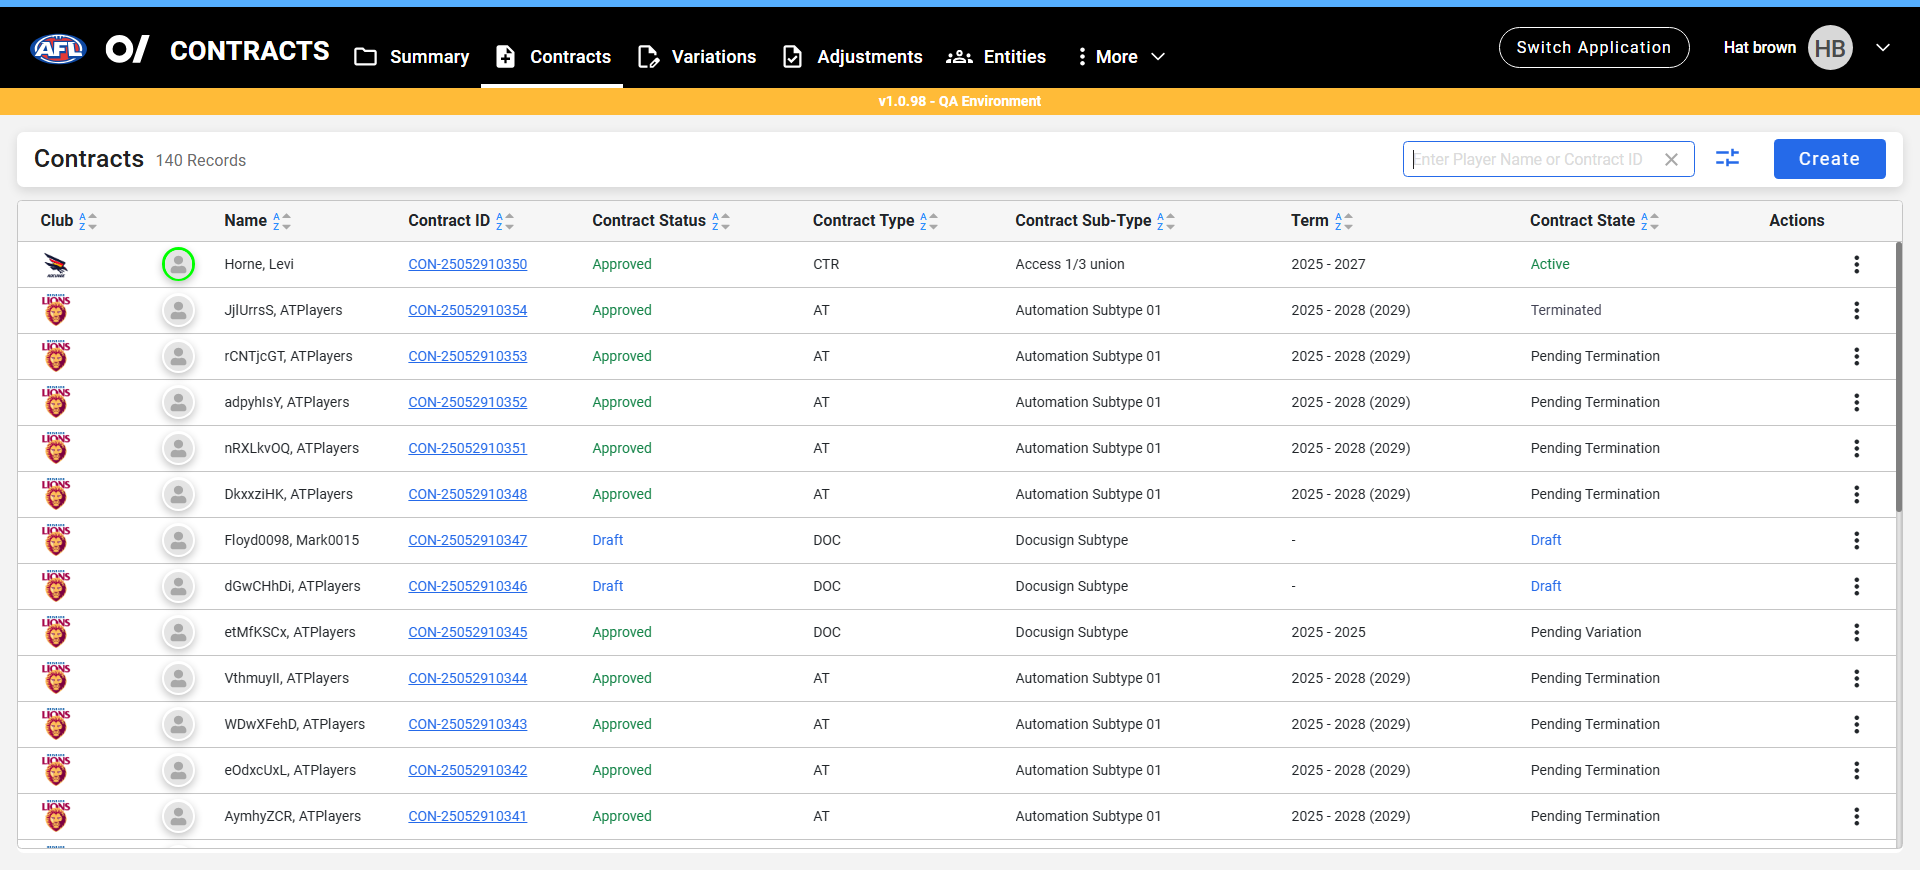 AFL CONTRACTS Summary Contracts Variations Adjustments Entities More Switch Application Hat brown HB
v1.0.98 - QA Environment
Contracts 140 Records Enter Player Name or Contract ID Create
Club Name Contract ID Contract Status Contract Type Contract Sub-Type Term Contract State Actions
Horne, Levi CON-25052910350 Approved CTR Access 1/3 union 2025 - 2027 Active
LIONS JjlUrrsS, ATPlayers CON-25052910354 Approved AT Automation Subtype 01 2025 - 2028 (2029) Terminated
LIONS rCNTjcGT, ATPlayers CON-25052910353 Approved AT Automation Subtype 01 2025 - 2028 (2029) Pending Termination
LIONS adpyhIsY, ATPlayers CON-25052910352 Approved AT Automation Subtype 01 2025 - 2028 (2029) Pending Termination
LIONS nRXLkvOQ, ATPlayers CON-25052910351 Approved AT Automation Subtype 01 2025 - 2028 (2029) Pending Termination
LIONS DkxxziHK, ATPlayers CON-25052910348 Approved AT Automation Subtype 01 2025 - 2028 (2029) Pending Termination
LIONS Floyd0098, Mark0015 CON-25052910347 Draft DOC Docusign Subtype - Draft
LIONS dGwCHhDi, ATPlayers CON-25052910346 Draft DOC Docusign Subtype - Draft
LIONS etMfKSCx, ATPlayers CON-25052910345 Approved DOC Docusign Subtype 2025 - 2025 Pending Variation
LIONS VthmuyII, ATPlayers CON-25052910344 Approved AT Automation Subtype 01 2025 - 2028 (2029) Pending Termination
LIONS WDwXFehD, ATPlayers CON-25052910343 Approved AT Automation Subtype 01 2025 - 2028 (2029) Pending Termination
LIONS eOdxcUxL, ATPlayers CON-25052910342 Approved AT Automation Subtype 01 2025 - 2028 (2029) Pending Termination
LIONS AymhyZCR, ATPlayers CON-25052910341 Approved AT Automation Subtype 01 2025 - 2028 (2029) Pending Termination